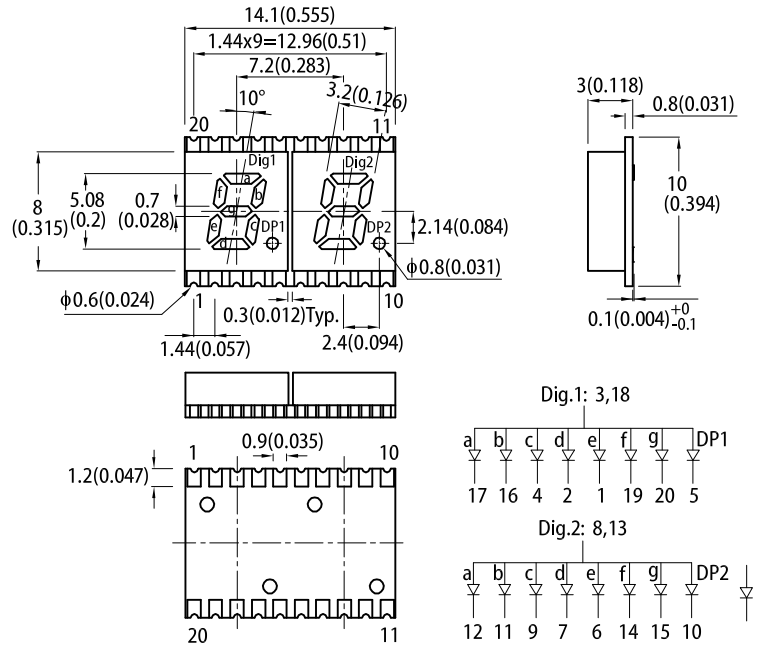 14.1(0.555)
1.44x9=12.96(0.51)
7.2(0.283)
3.2(0.126)
10°
20
11
Dig1
Dig2
a
f
b
g
e
c
d
DP1
DP2
5.08
(0.2)
0.7
(0.028)
8
(0.315)
2.14(0.084)
ϕ0.8(0.031)
ϕ0.6(0.024)
1
10
0.3(0.012)Typ.
1.44(0.057)
2.4(0.094)
3(0.118)
0.8(0.031)
10
(0.394)
0.1(0.004)+0 -0.1
1
0.9(0.035)
10
1.2(0.047)
20
11
Dig.1: 3,18
a b c d e f g DP1
17 16 4 2 1 19 20 5
Dig.2: 8,13
a b c d e f g DP2
12 11 9 7 6 14 15 10